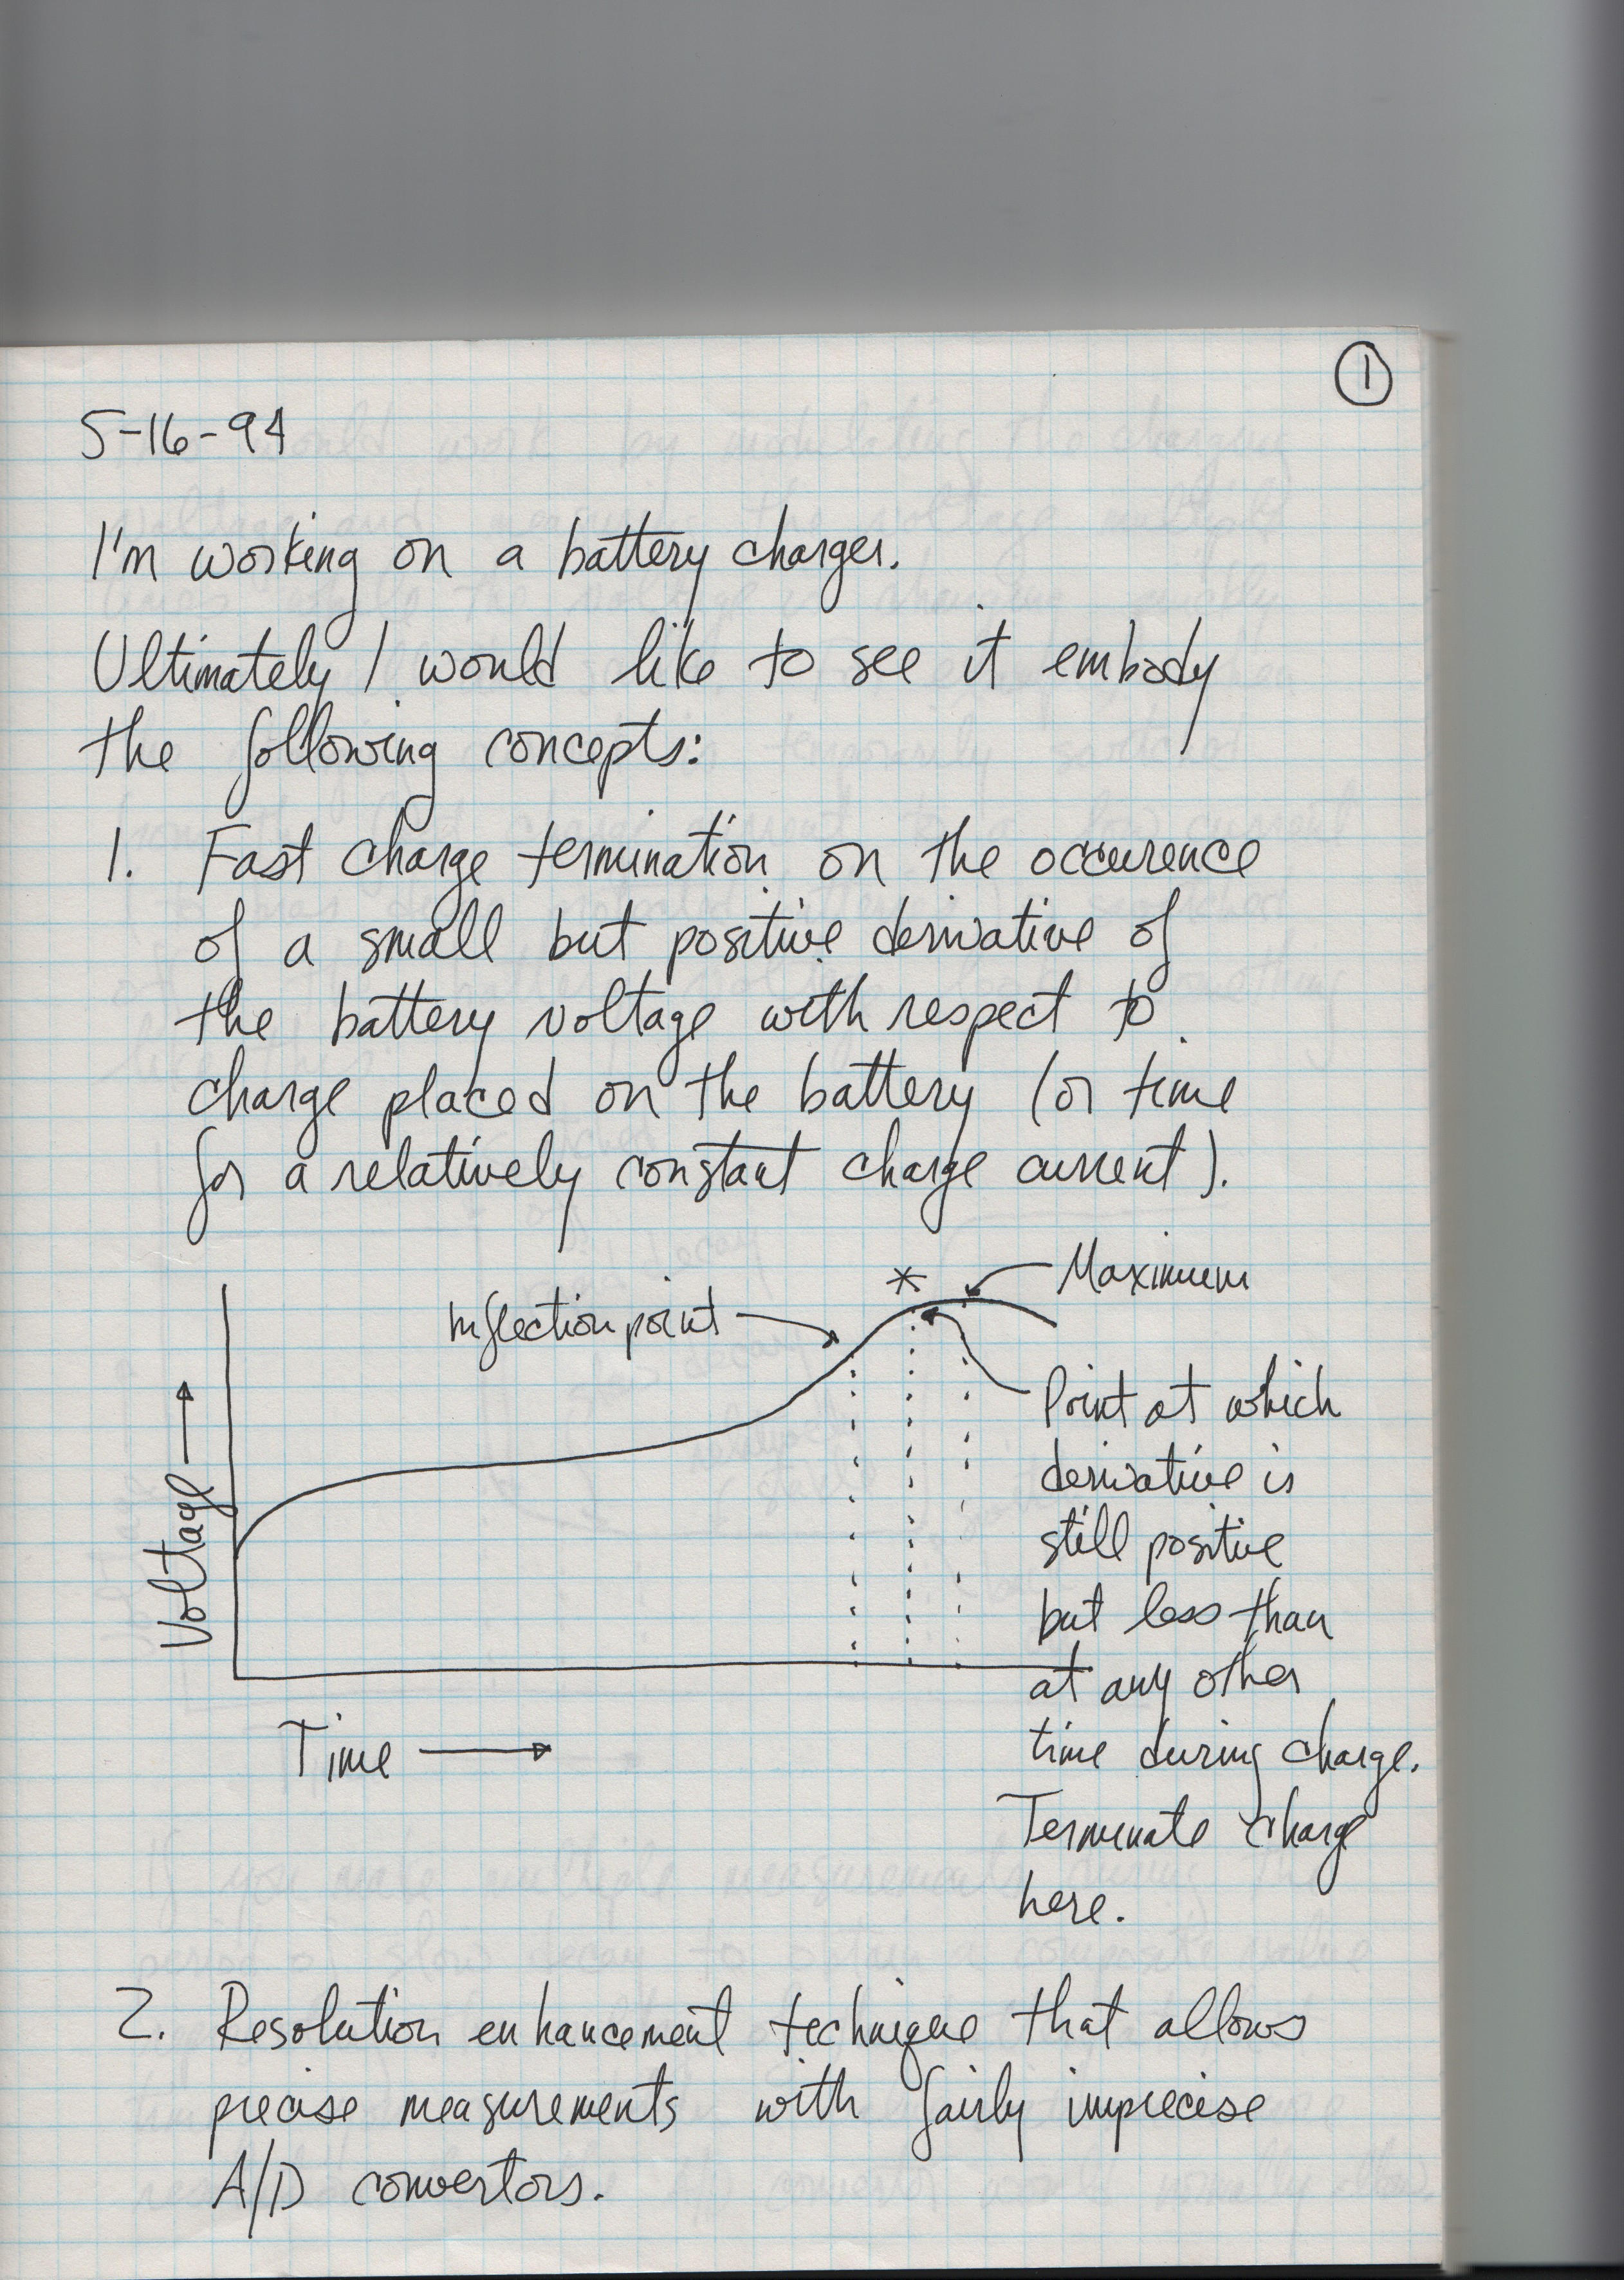 ①
5-16-94
I'm working on a battery charger.
Ultimately I would like to see it embody
the following concepts:
1. Fast charge termination on the occurence
of a small but positive derivative of
the battery voltage with respect to
charge placed on the battery (or time
for a relatively constant charge current).
*
Maximum
Inflection point
Voltage →
Point at which
derivative is
still positive
but less than
at any other
time during charge.
Terminate charge
here.
Time →
2. Resolution enhancement technique that allows
precise measurements with fairly imprecise
A/D convertors.